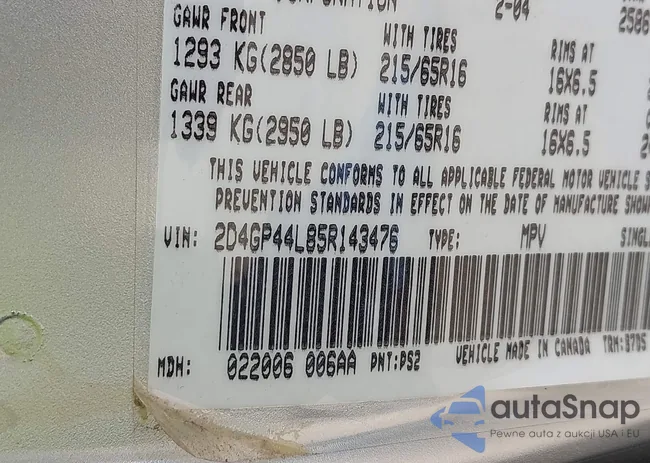 2-04
GAWR FRONT WITH TIRES RIMS AT
1293 KG(2850 LB) 215/65R16 16X6.5
GAWR REAR WITH TIRES RIMS AT
1339 KG(2950 LB) 215/65R16 16X6.5
THIS VEHICLE CONFORMS TO ALL APPLICABLE FEDERAL MOTOR VEHICLE
PREVENTION STANDARDS IN EFFECT ON THE DATE OF MANUFACTURE
VIN: 2D4GP44L85R143476 TYPE: MPV
MDH: 022006 006AA PNT:PS2 VEHICLE MADE IN CANADA TRM:B7D5
autaSnap
Pewne auta z aukcji USA i EU